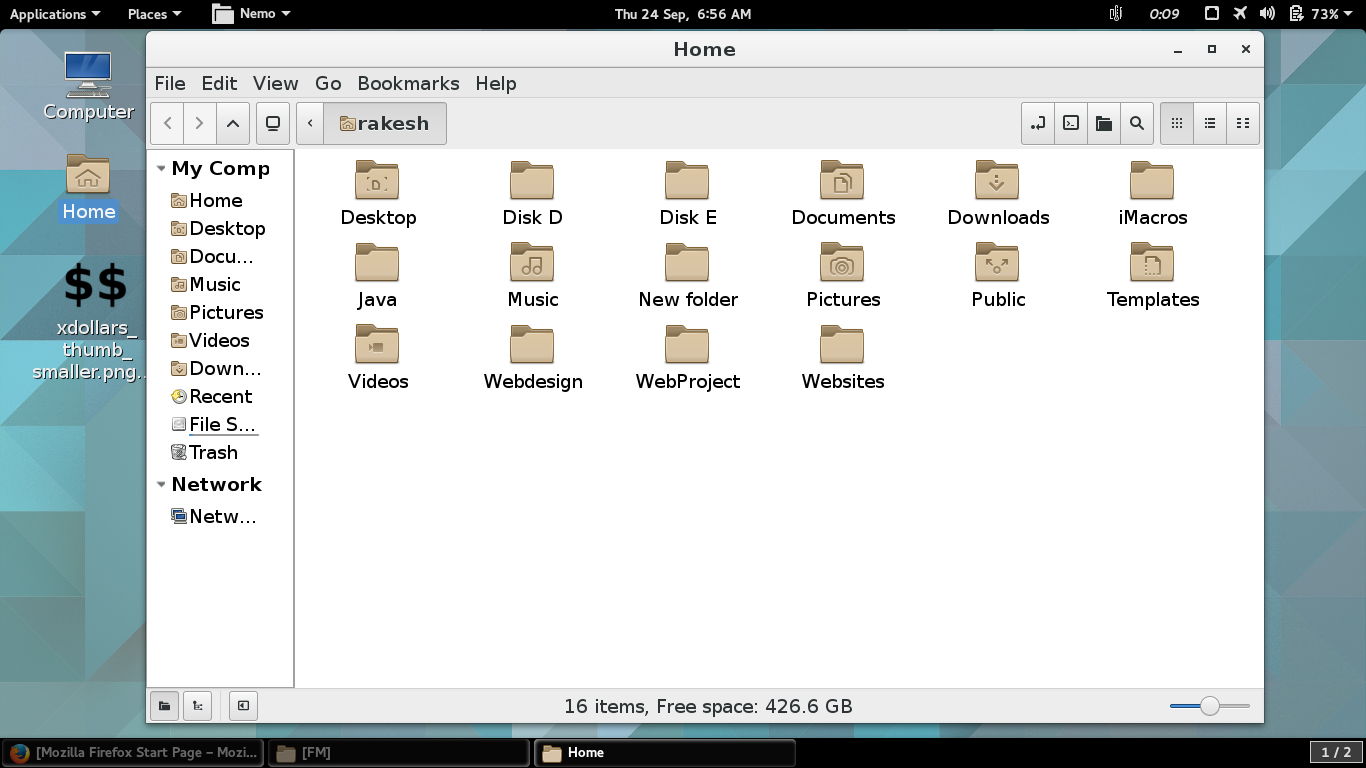 Applications Places Nemo Thu 24 Sep, 6:56 AM 0:09 73%
Home
File Edit View Go Bookmarks Help
rakesh
Computer
Home
$$
xdollars_
thumb_
smaller.png...
My Comp
Home
Desktop
Docu...
Music
Pictures
Videos
Down...
Recent
File S...
Trash
Network
Netw...
Desktop Disk D Disk E Documents Downloads iMacros
Java Music New folder Pictures Public Templates
Videos Webdesign WebProject Websites
16 items, Free space: 426.6 GB
[Mozilla Firefox Start Page – Mozi... [FM] Home 1 / 2